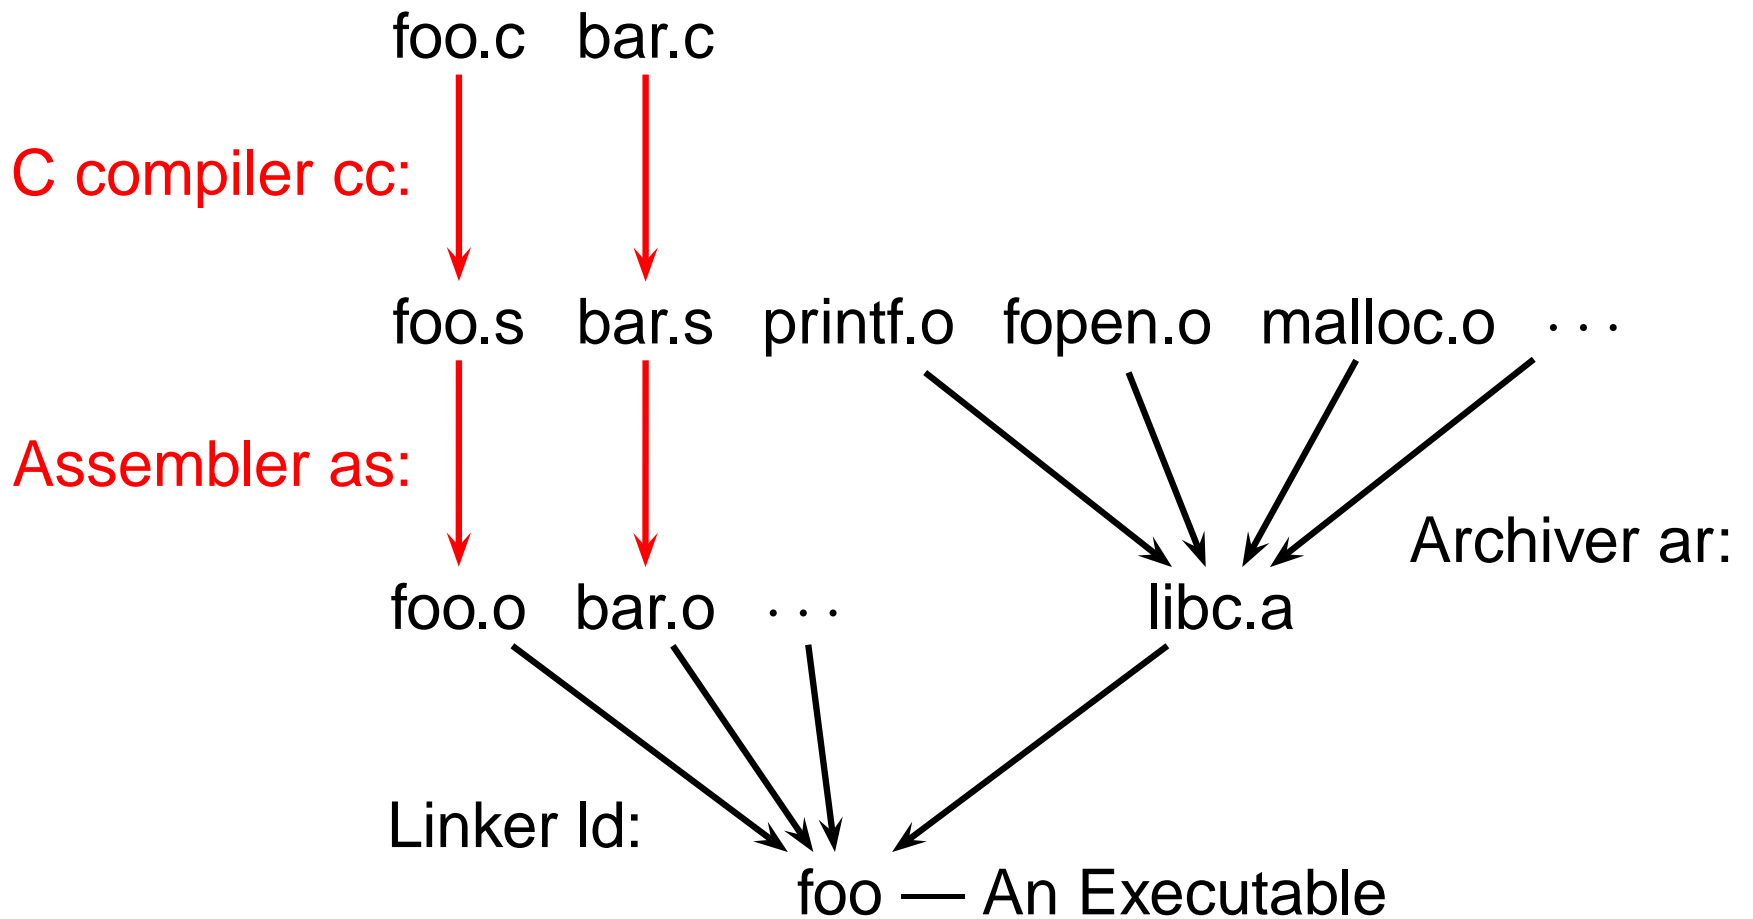 foo.c bar.c
C compiler cc:
foo.s bar.s printf.o fopen.o malloc.o · · ·
Assembler as:
Archiver ar:
foo.o bar.o · · · libc.a
Linker ld:
foo — An Executable